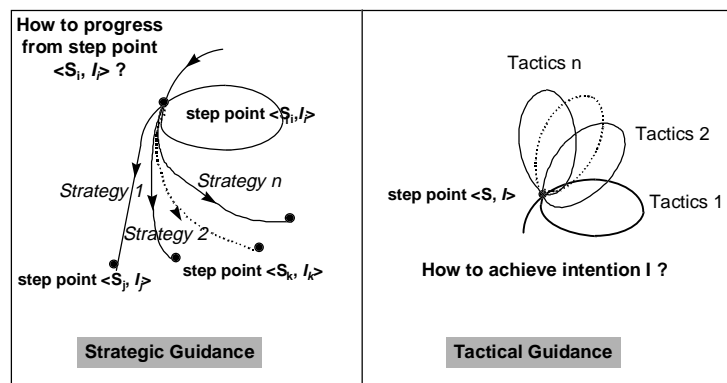 How to progress
from step point
<Si, Ii> ?
step point <Si, Ii>
Strategy 1
Strategy n
Strategy 2
step point <Sj, Ij>
step point <Sk, Ik>
Strategic Guidance
Tactics n
Tactics 2
step point <S, I>
Tactics 1
How to achieve intention I ?
Tactical Guidance